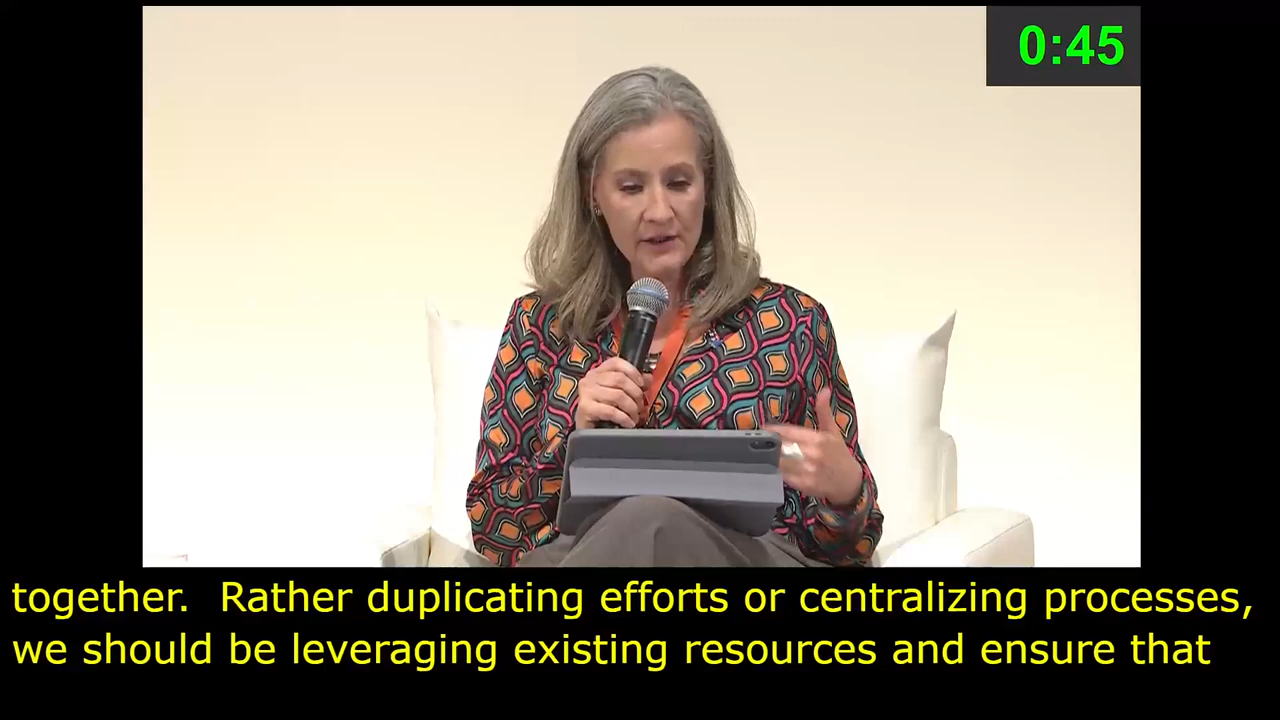 0:45
together.  Rather duplicating efforts or centralizing processes,
we should be leveraging existing resources and ensure that